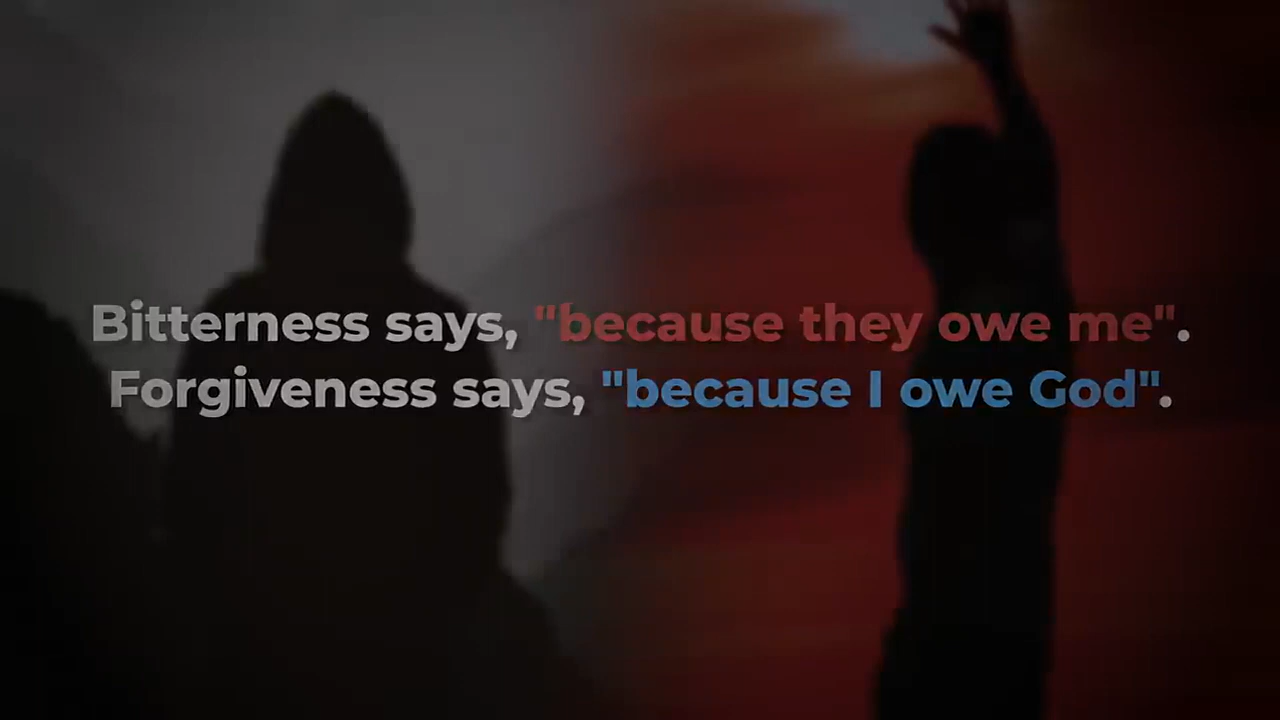 Bitterness says, "because they owe me".
Forgiveness says, "because I owe God".